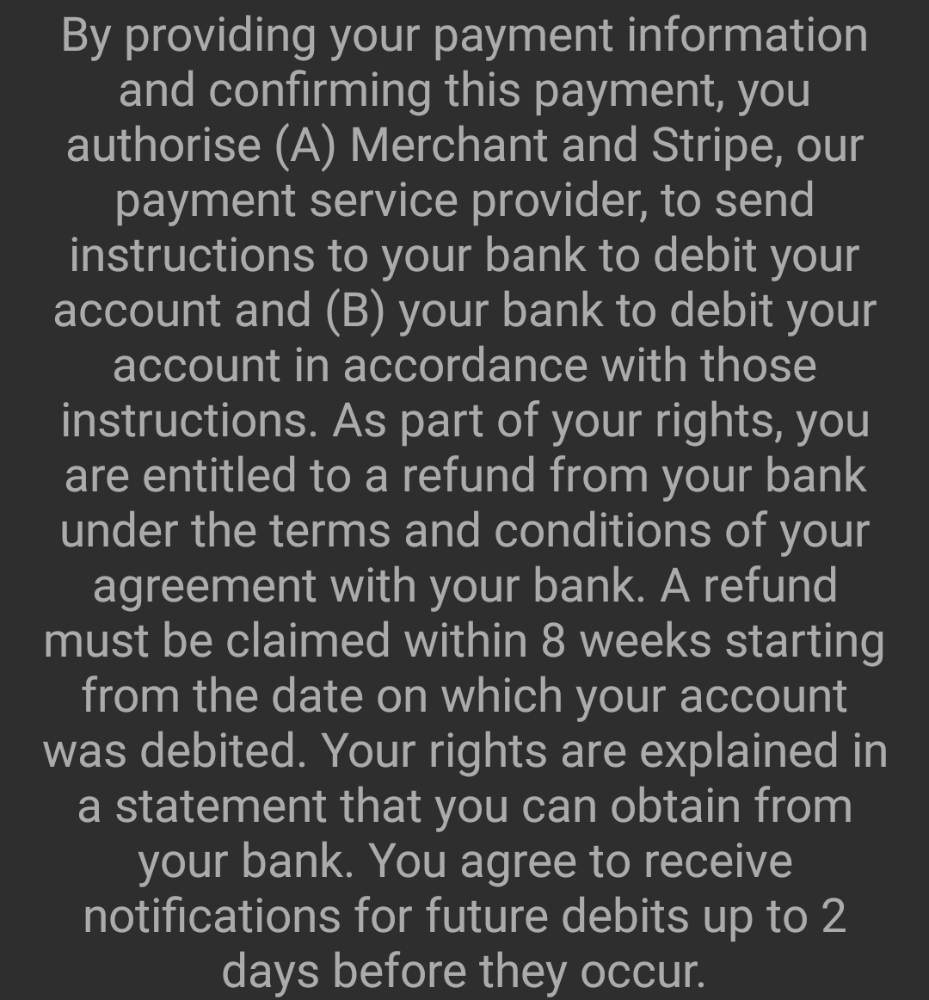 By providing your payment information
and confirming this payment, you
authorise (A) Merchant and Stripe, our
payment service provider, to send
instructions to your bank to debit your
account and (B) your bank to debit your
account in accordance with those
instructions. As part of your rights, you
are entitled to a refund from your bank
under the terms and conditions of your
agreement with your bank. A refund
must be claimed within 8 weeks starting
from the date on which your account
was debited. Your rights are explained in
a statement that you can obtain from
your bank. You agree to receive
notifications for future debits up to 2
days before they occur.